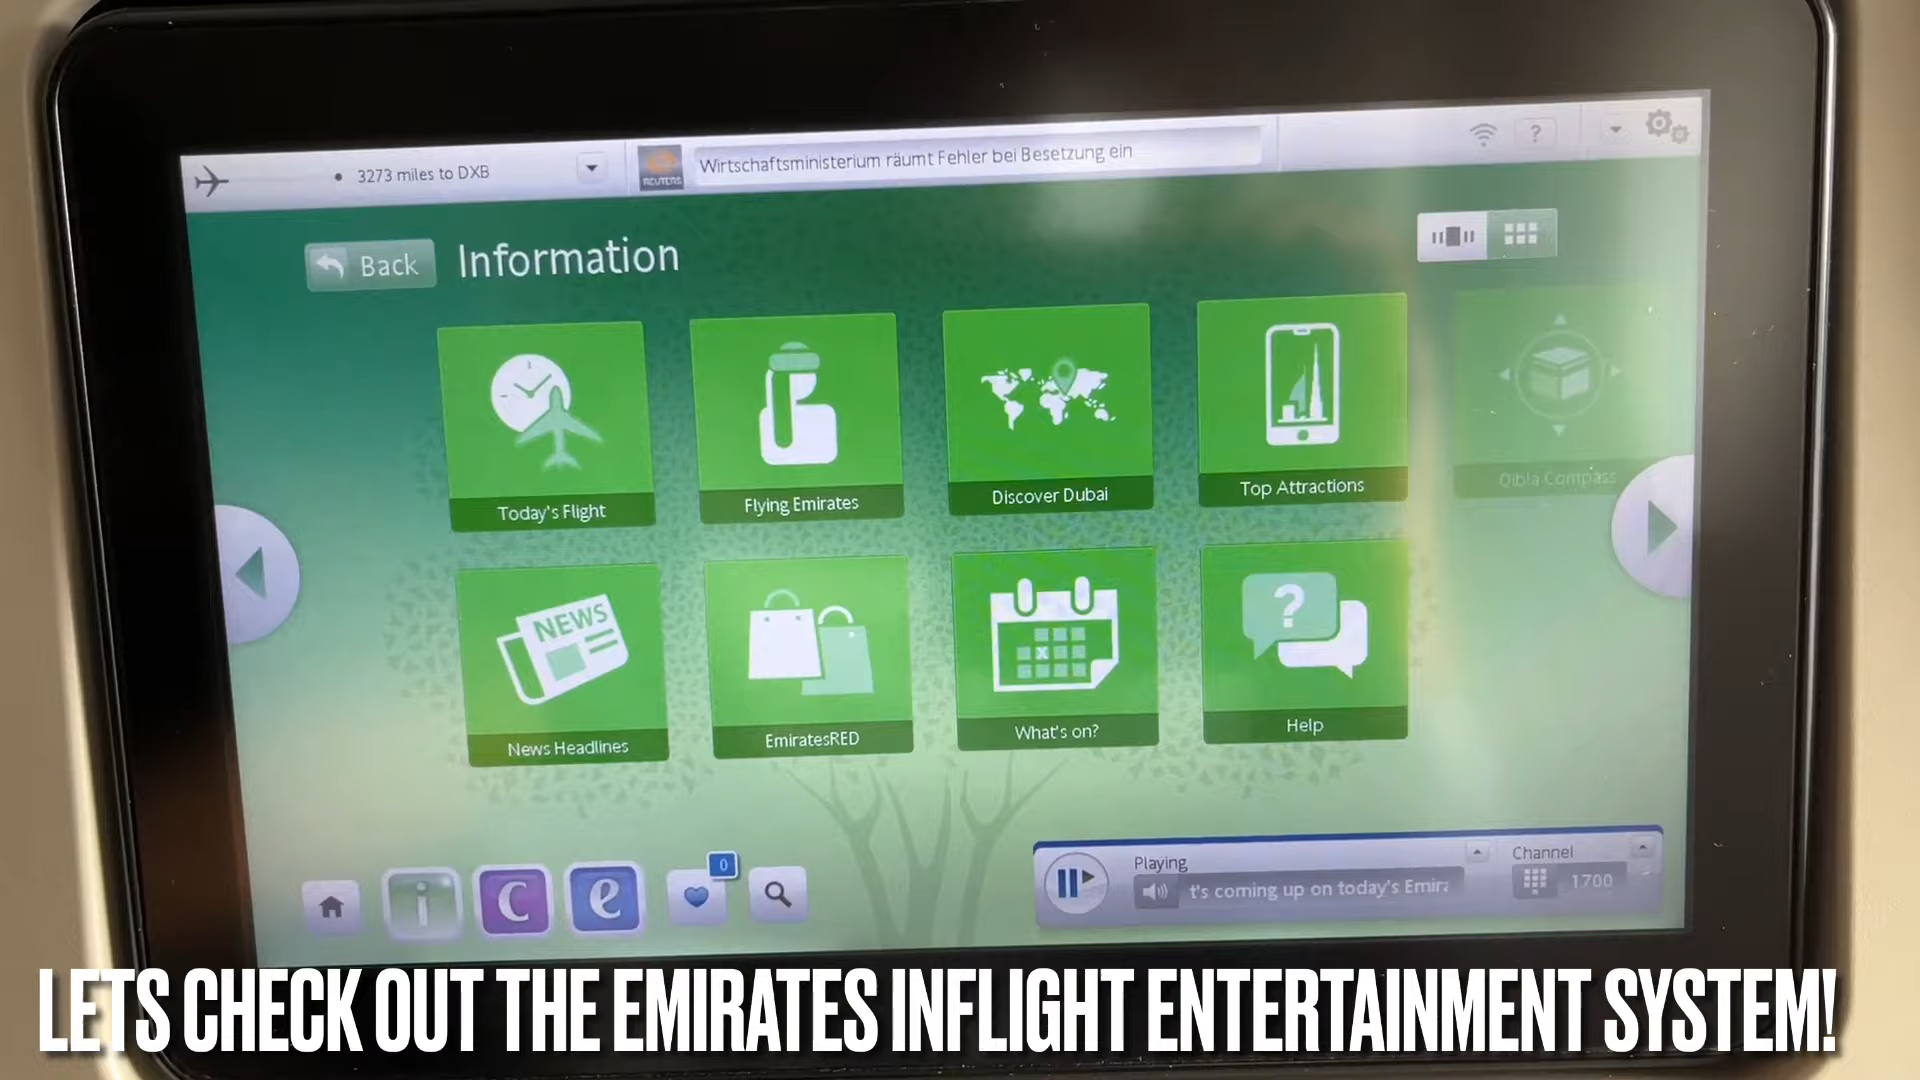 3273 miles to DXB
REUTERS
Wirtschaftsministerium räumt Fehler bei Besetzung ein
?
Back
Information
Today's Flight
Flying Emirates
Discover Dubai
Top Attractions
Qibla Compass
NEWS
x
?
News Headlines
EmiratesRED
What's on?
Help
i
C
e
0
Playing
t's coming up on today's Emira
Channel
1700
LETS CHECK OUT THE EMIRATES INFLIGHT ENTERTAINMENT SYSTEM!